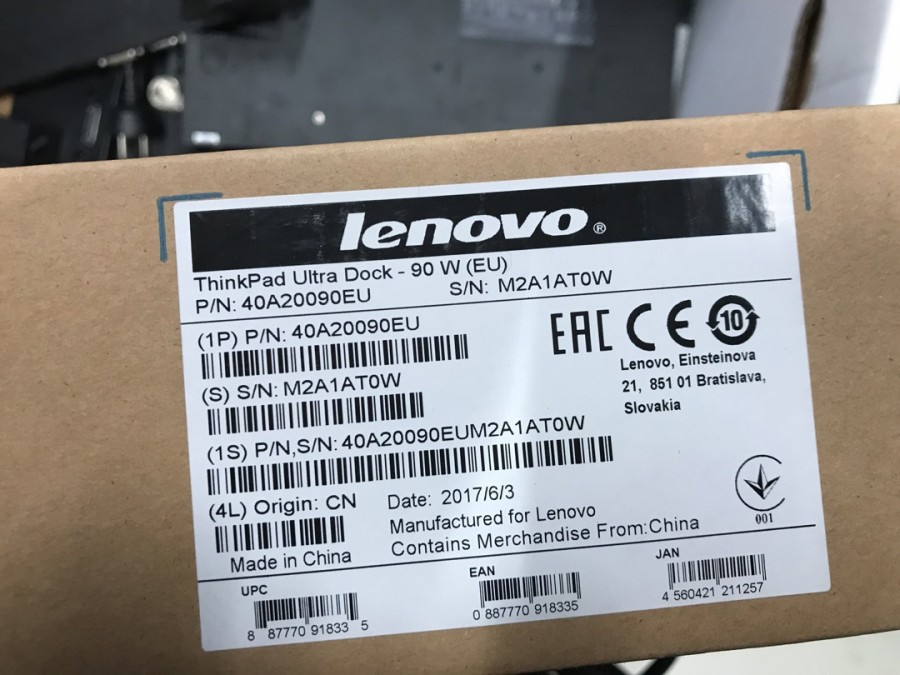 lenovo®
ThinkPad Ultra Dock - 90 W (EU)
P/N: 40A20090EU S/N: M2A1AT0W
(1P) P/N: 40A20090EU
EAC CE 10
Lenovo, Einsteinova
21, 851 01 Bratislava,
Slovakia
(S) S/N: M2A1AT0W
(1S) P/N,S/N: 40A20090EUM2A1AT0W
(4L) Origin: CN
Made in China
Date: 2017/6/3
Manufactured for Lenovo
Contains Merchandise From:China
001
UPC
8 87770 91833 5
EAN
0 887770 918335
JAN
4 560421 211257